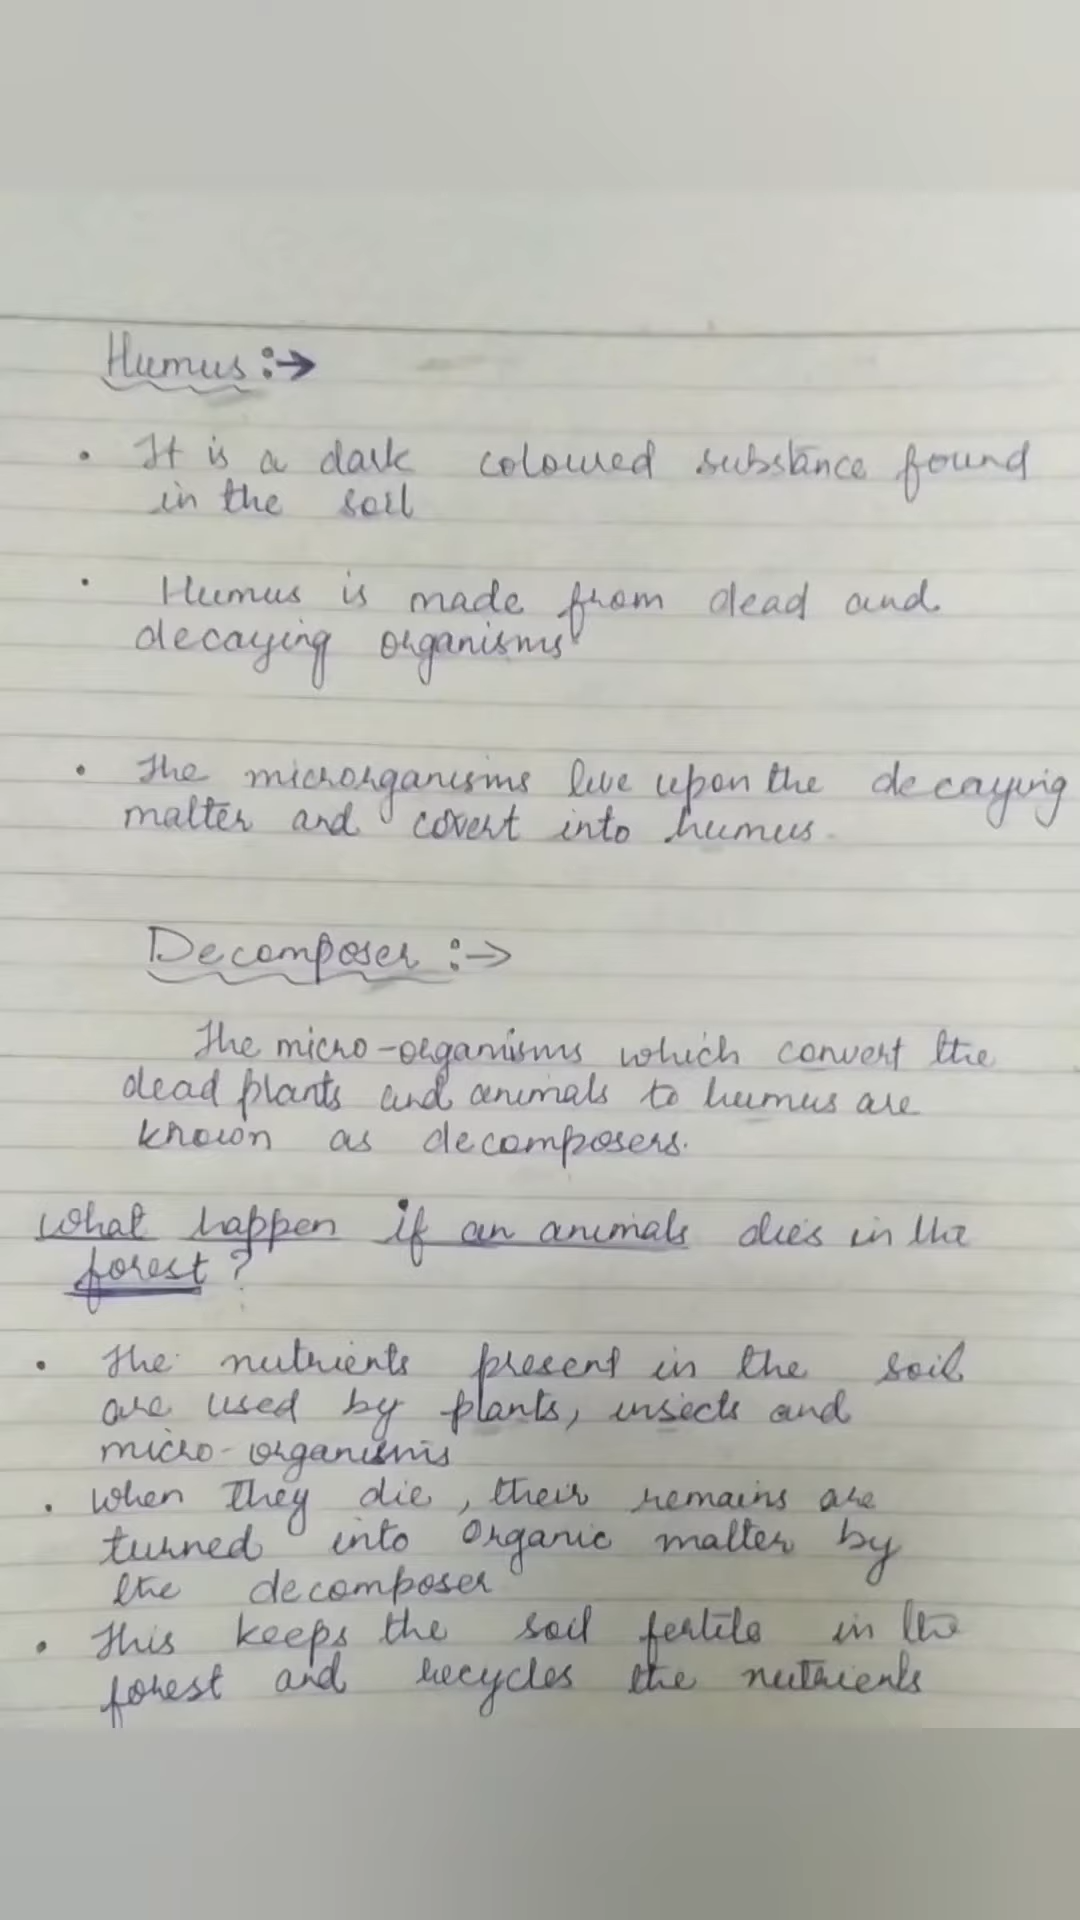 Humus :→
• It is a dark coloured substance found
in the soil
• Humus is made from dead and
decaying organisms
• The microrganisms live upon the decaying
matter and covert into humus.
Decomposer :→
The micro-organisms which convert the
dead plants and animals to humus are
known as decomposers.
What happen if an animals dies in the
forest ?
• The nutrients present in the soil
are used by plants, insects and
micro-organisms
• When they die, their remains are
turned into organic matter by
the decomposer
• This keeps the soil fertile in the
forest and recycles the nutrients